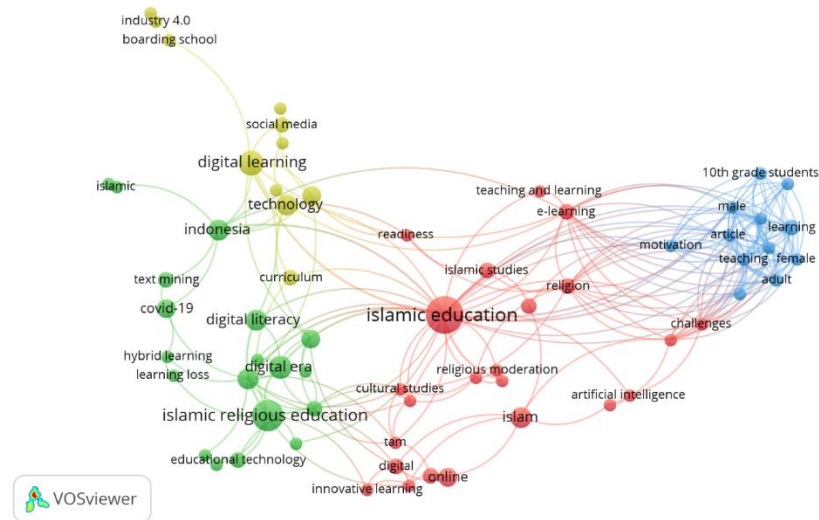 industry 4.0
boarding school
social media
digital learning
islamic
technology
teaching and learning
10th grade students
e-learning
male
indonesia
readiness
article
learning
motivation
teaching
female
islamic studies
text mining
curriculum
religion
adult
covid-19
digital literacy
islamic education
challenges
hybrid learning
digital era
religious moderation
learning loss
cultural studies
artificial intelligence
islamic religious education
islam
tam
educational technology
digital
online
innovative learning
VOSviewer